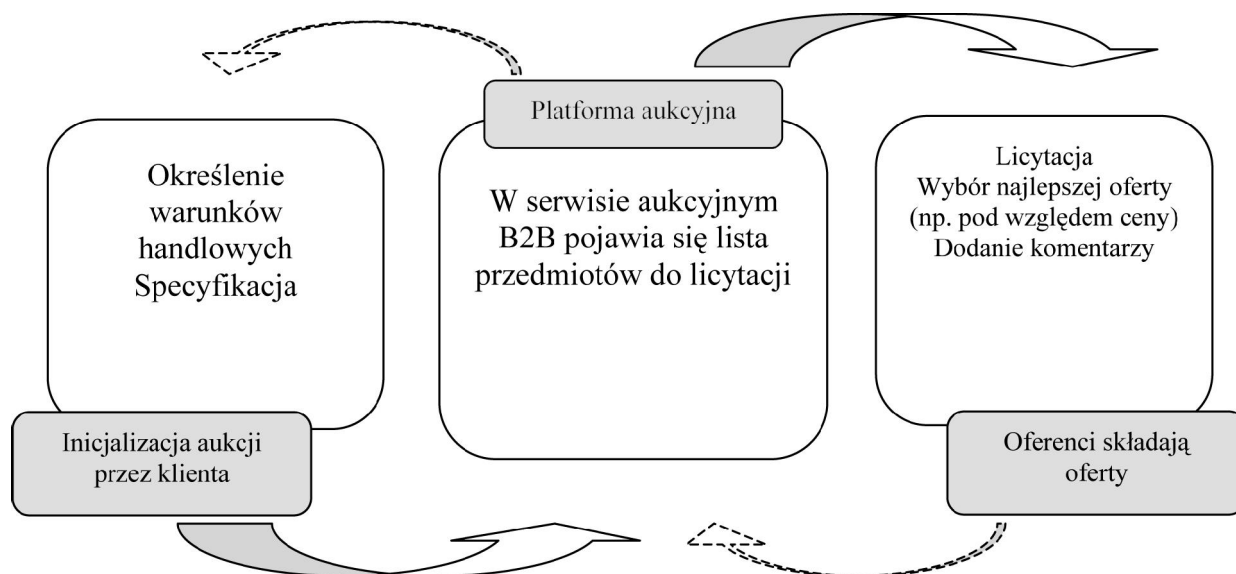 Platforma aukcyjna
Określenie
warunków
handlowych
Specyfikacja
W serwisie aukcyjnym
B2B pojawia się lista
przedmiotów do licytacji
Licytacja
Wybór najlepszej oferty
(np. pod względem ceny)
Dodanie komentarzy
Inicjalizacja aukcji
przez klienta
Oferenci składają
oferty